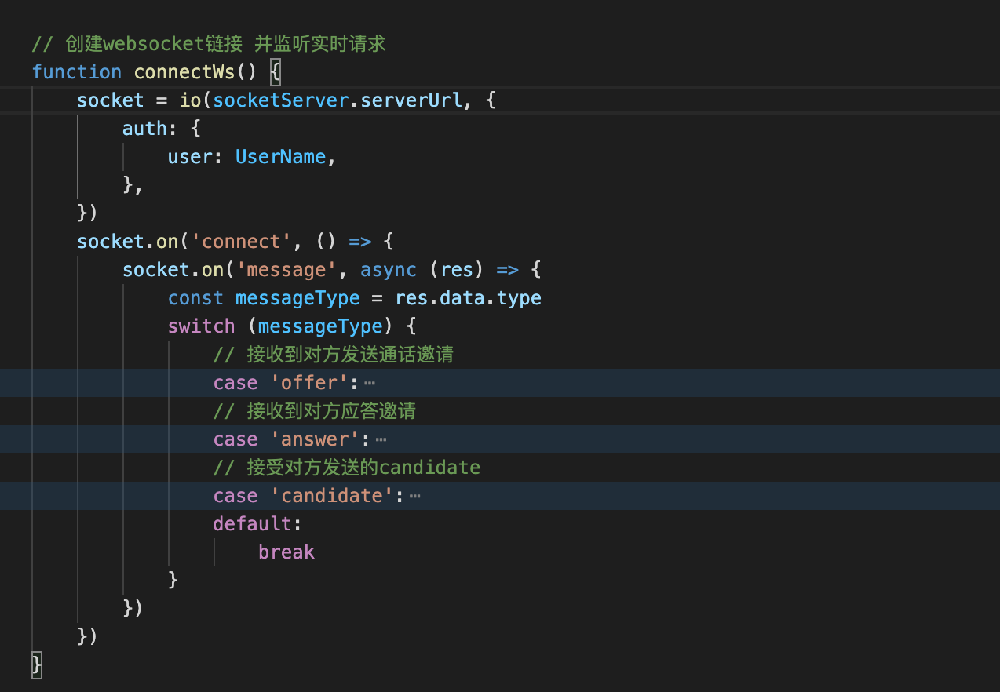 // 创建websocket链接 并监听实时请求
function connectWs() {
    socket = io(socketServer.serverUrl, {
        auth: {
            user: UserName,
        },
    })
    socket.on('connect', () => {
        socket.on('message', async (res) => {
            const messageType = res.data.type
            switch (messageType) {
                // 接收到对方发送通话邀请
                case 'offer':⋯
                // 接收到对方应答邀请
                case 'answer':⋯
                // 接受对方发送的candidate
                case 'candidate':⋯
                default:
                    break
            }
        })
    })
}